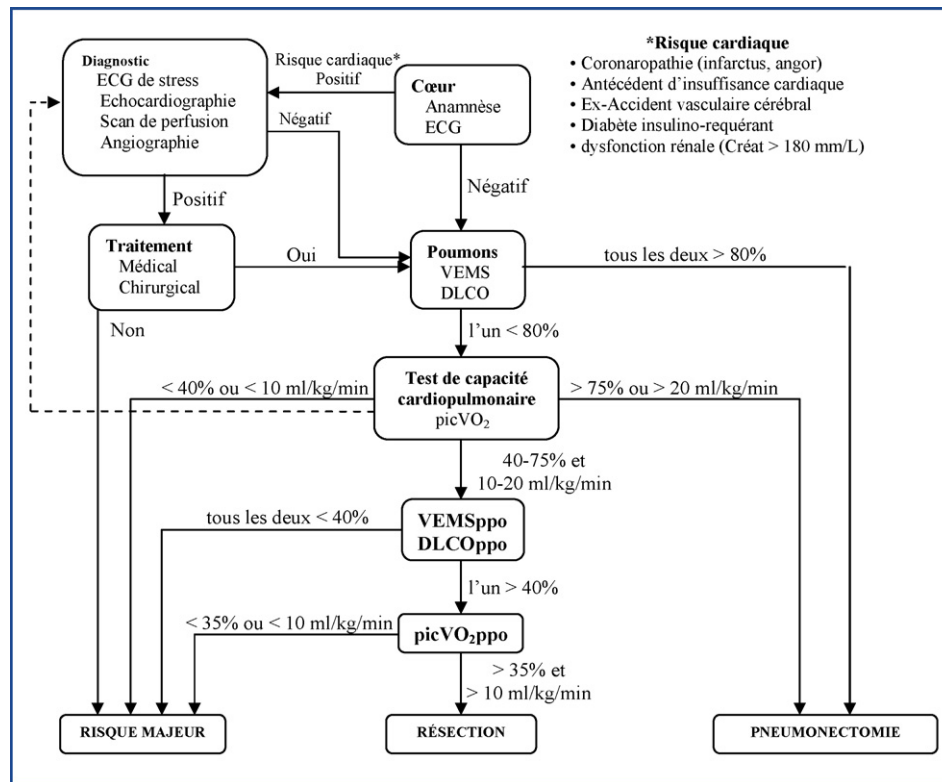 Diagnostic
ECG de stress
Echocardiographie
Scan de perfusion
Angiographie
Risque cardiaque*
Positif
Négatif
Cœur
Anamnèse
ECG
*Risque cardiaque
• Coronaropathie (infarctus, angor)
• Antécédent d'insuffisance cardiaque
• Ex-Accident vasculaire cérébral
• Diabète insulino-requérant
• dysfonction rénale (Créat > 180 mm/L)
Positif
Négatif
Traitement
Médical
Chirurgical
Oui
Poumons
VEMS
DLCO
tous les deux > 80%
Non
l'un < 80%
< 40% ou < 10 ml/kg/min
Test de capacité
cardiopulmonaire
picVO₂
> 75% ou > 20 ml/kg/min
40-75% et
10-20 ml/kg/min
tous les deux < 40%
VEMSppo
DLCOppo
l'un > 40%
< 35% ou < 10 ml/kg/min
picVO₂ppo
> 35% et
> 10 ml/kg/min
RISQUE MAJEUR
RÉSECTION
PNEUMONECTOMIE